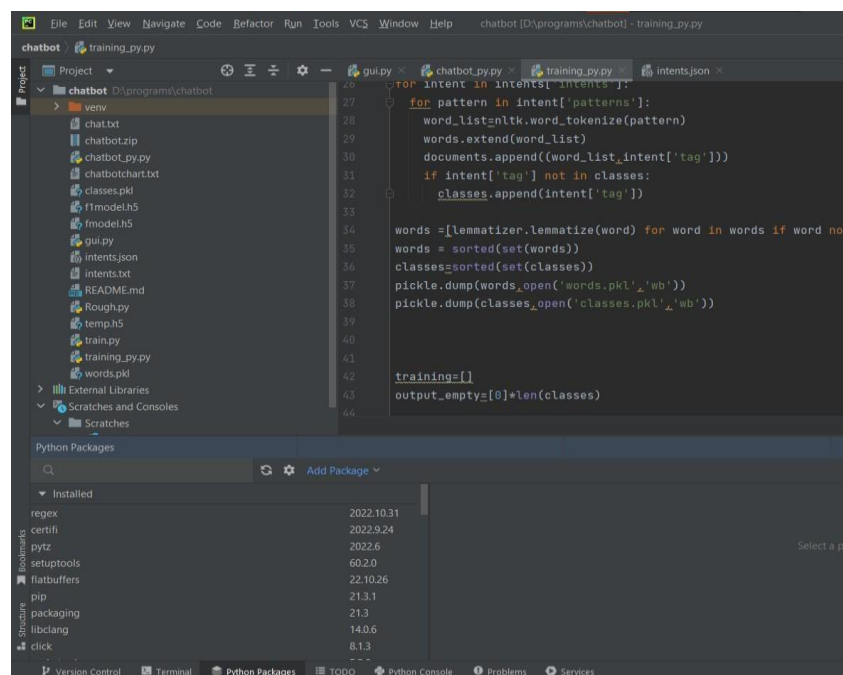 File Edit View Navigate Code Refactor Run Tools VCS Window Help chatbot [D:\programs\chatbot] - training_py.py
chatbot training_py.py
Project
Project
gui.py
chatbot_py.py
training_py.py
intents.json
chatbot D:\programs\chatbot
venv
chat.txt
chatbot.zip
chatbot_py.py
chatbotchart.txt
classes.pkl
f1model.h5
fmodel.h5
gui.py
intents.json
intents.txt
README.md
Rough.py
temp.h5
train.py
training_py.py
words.pkl
External Libraries
Scratches and Consoles
Scratches
26 for intent in intents['intents']:
27 for pattern in intent['patterns']:
28 word_list=nltk.word_tokenize(pattern)
29 words.extend(word_list)
30 documents.append((word_list,intent['tag']))
31 if intent['tag'] not in classes:
32 classes.append(intent['tag'])
33
34 words =[lemmatizer.lemmatize(word) for word in words if word no
35 words = sorted(set(words))
36 classes=sorted(set(classes))
37 pickle.dump(words,open('words.pkl','wb'))
38 pickle.dump(classes,open('classes.pkl','wb'))
39
40
41
42 training=[]
43 output_empty=[0]*len(classes)
44
Python Packages
Add Package
Installed
regex 2022.10.31
certifi 2022.9.24
pytz 2022.6
setuptools 60.2.0
flatbuffers 22.10.26
pip 21.3.1
packaging 21.3
libclang 14.0.6
click 8.1.3
Select a p
Bookmarks
Structure
Version Control Terminal Python Packages TODO Python Console Problems Services